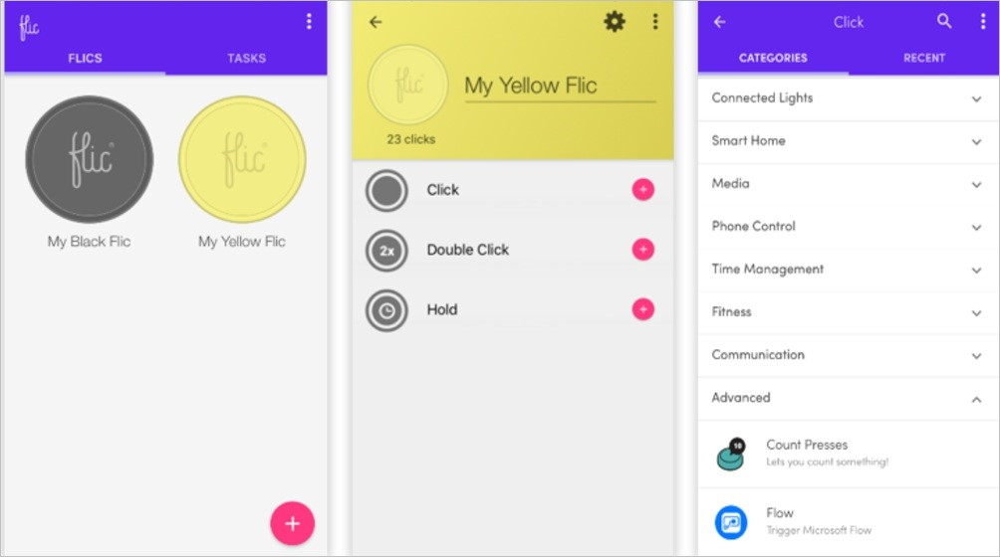 flic
FLICS
TASKS
flic
flic
My Black Flic
My Yellow Flic
flic
My Yellow Flic
23 clicks
Click
2x
Double Click
Hold
Click
CATEGORIES
RECENT
Connected Lights
Smart Home
Media
Phone Control
Time Management
Fitness
Communication
Advanced
Count Presses
Lets you count something!
Flow
Trigger Microsoft Flow